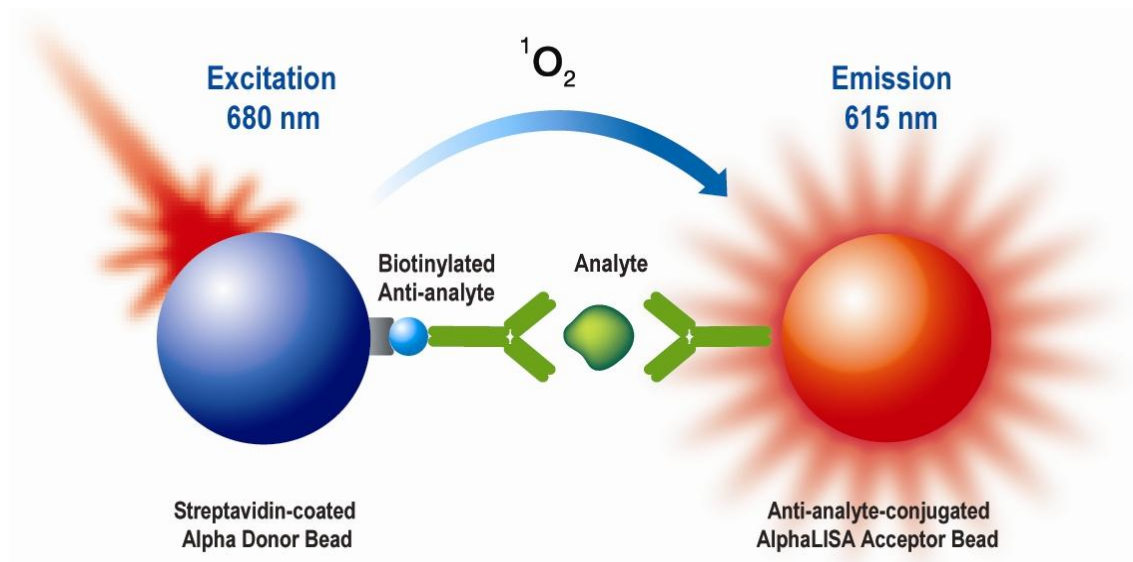 Excitation
680 nm
¹O₂
Emission
615 nm
Biotinylated
Anti-analyte
Analyte
Streptavidin-coated
Alpha Donor Bead
Anti-analyte-conjugated
AlphaLISA Acceptor Bead